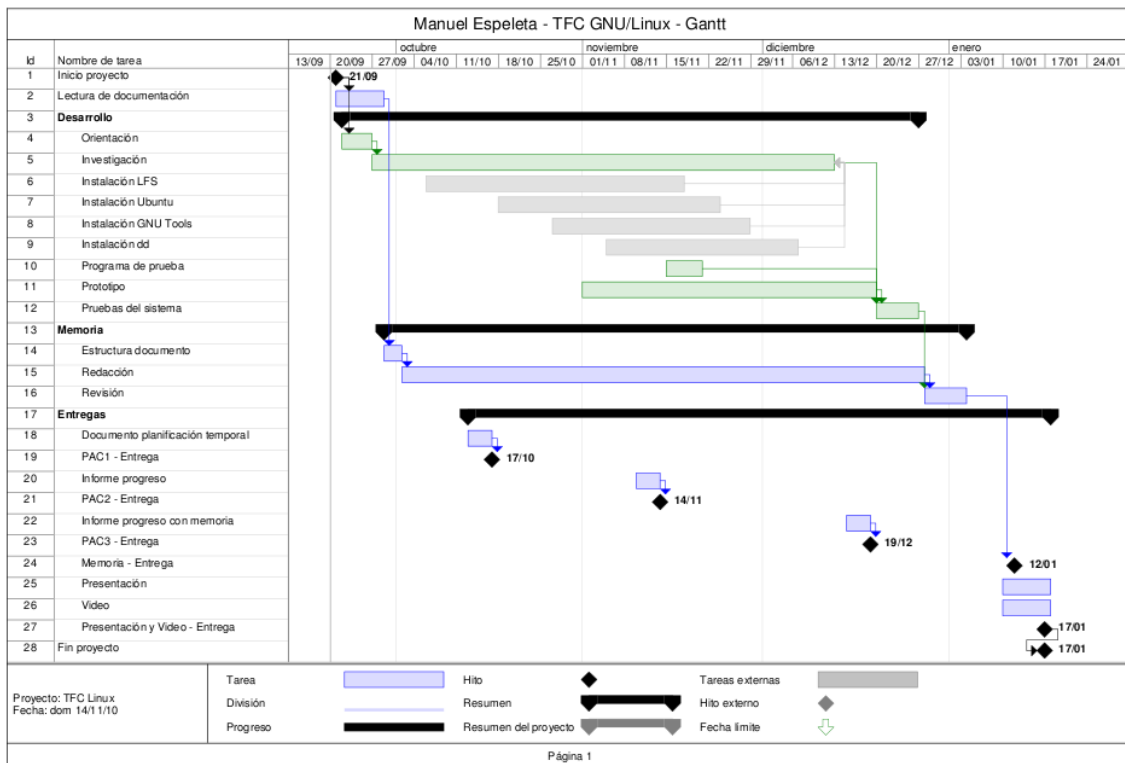 Manuel Espeleta - TFC GNU/Linux - Gantt
octubre noviembre diciembre enero
Id Nombre de tarea 13/09 20/09 27/09 04/10 11/10 18/10 25/10 01/11 08/11 15/11 22/11 29/11 06/12 13/12 20/12 27/12 03/01 10/01 17/01 24/01
1 Inicio proyecto 21/09
2 Lectura de documentación
3 Desarrollo
4 Orientación
5 Investigación
6 Instalación LFS
7 Instalación Ubuntu
8 Instalación GNU Tools
9 Instalación dd
10 Programa de prueba
11 Prototipo
12 Pruebas del sistema
13 Memoria
14 Estructura documento
15 Redacción
16 Revisión
17 Entregas
18 Documento planificación temporal
19 PAC1 - Entrega 17/10
20 Informe progreso
21 PAC2 - Entrega 14/11
22 Informe progreso con memoria
23 PAC3 - Entrega 19/12
24 Memoria - Entrega 12/01
25 Presentación
26 Video
27 Presentación y Video - Entrega 17/01
28 Fin proyecto 17/01
Proyecto: TFC Linux
Fecha: dom 14/11/10
Tarea Hito Tareas externas
División Resumen Hito externo
Progreso Resumen del proyecto Fecha límite
Página 1